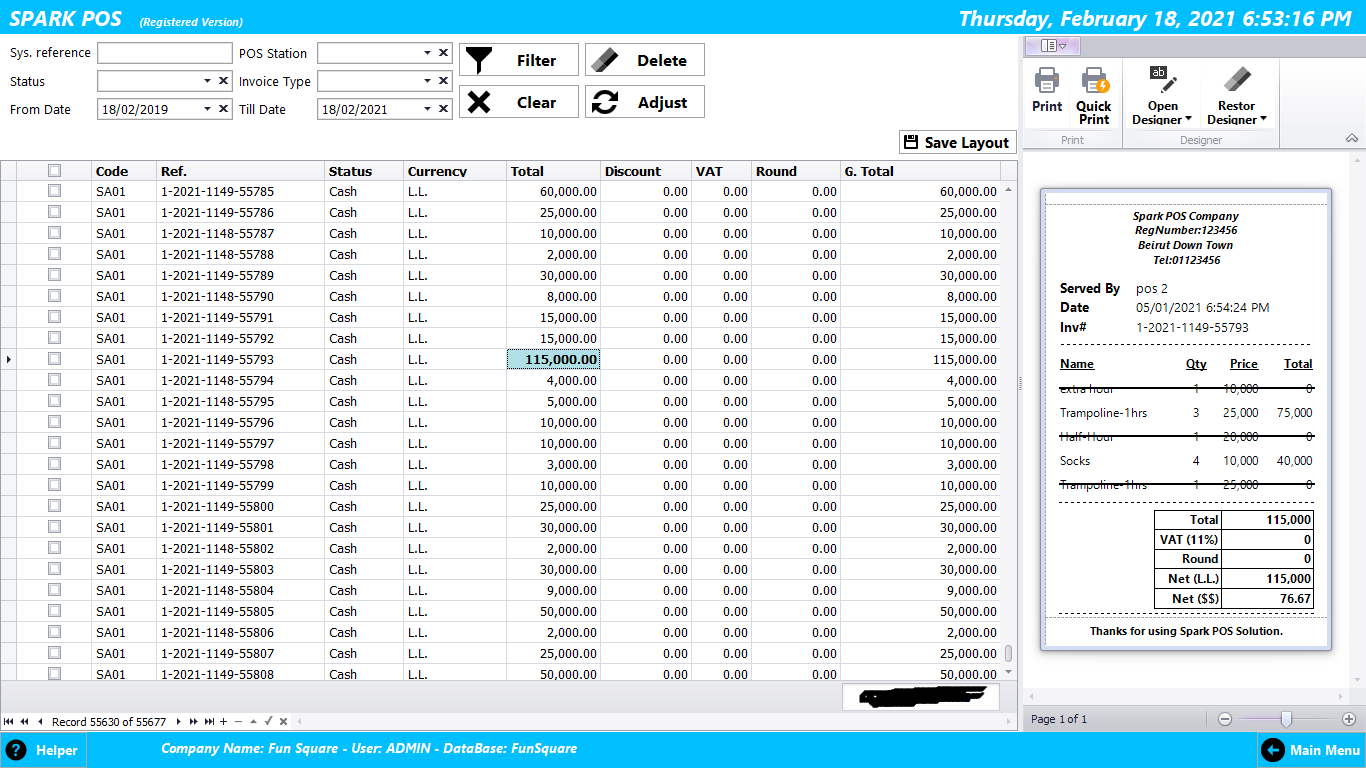 SPARK POS (Registered Version)
Thursday, February 18, 2021 6:53:16 PM
Sys. reference POS Station
Status Invoice Type
From Date 18/02/2019 Till Date 18/02/2021
Filter Delete
Clear Adjust
Save Layout
Code Ref. Status Currency Total Discount VAT Round G. Total
SA01 1-2021-1149-55785 Cash L.L. 60,000.00 0.00 0.00 0.00 60,000.00
SA01 1-2021-1149-55786 Cash L.L. 25,000.00 0.00 0.00 0.00 25,000.00
SA01 1-2021-1148-55787 Cash L.L. 10,000.00 0.00 0.00 0.00 10,000.00
SA01 1-2021-1148-55788 Cash L.L. 2,000.00 0.00 0.00 0.00 2,000.00
SA01 1-2021-1149-55789 Cash L.L. 30,000.00 0.00 0.00 0.00 30,000.00
SA01 1-2021-1148-55790 Cash L.L. 8,000.00 0.00 0.00 0.00 8,000.00
SA01 1-2021-1149-55791 Cash L.L. 15,000.00 0.00 0.00 0.00 15,000.00
SA01 1-2021-1149-55792 Cash L.L. 15,000.00 0.00 0.00 0.00 15,000.00
SA01 1-2021-1149-55793 Cash L.L. 115,000.00 0.00 0.00 0.00 115,000.00
SA01 1-2021-1148-55794 Cash L.L. 4,000.00 0.00 0.00 0.00 4,000.00
SA01 1-2021-1148-55795 Cash L.L. 5,000.00 0.00 0.00 0.00 5,000.00
SA01 1-2021-1149-55796 Cash L.L. 10,000.00 0.00 0.00 0.00 10,000.00
SA01 1-2021-1149-55797 Cash L.L. 10,000.00 0.00 0.00 0.00 10,000.00
SA01 1-2021-1149-55798 Cash L.L. 3,000.00 0.00 0.00 0.00 3,000.00
SA01 1-2021-1149-55799 Cash L.L. 10,000.00 0.00 0.00 0.00 10,000.00
SA01 1-2021-1149-55800 Cash L.L. 25,000.00 0.00 0.00 0.00 25,000.00
SA01 1-2021-1149-55801 Cash L.L. 30,000.00 0.00 0.00 0.00 30,000.00
SA01 1-2021-1148-55802 Cash L.L. 2,000.00 0.00 0.00 0.00 2,000.00
SA01 1-2021-1149-55803 Cash L.L. 30,000.00 0.00 0.00 0.00 30,000.00
SA01 1-2021-1148-55804 Cash L.L. 9,000.00 0.00 0.00 0.00 9,000.00
SA01 1-2021-1149-55805 Cash L.L. 50,000.00 0.00 0.00 0.00 50,000.00
SA01 1-2021-1148-55806 Cash L.L. 2,000.00 0.00 0.00 0.00 2,000.00
SA01 1-2021-1149-55807 Cash L.L. 25,000.00 0.00 0.00 0.00 25,000.00
SA01 1-2021-1149-55808 Cash L.L. 50,000.00 0.00 0.00 0.00 50,000.00
Record 55630 of 55677
ab
Print Quick Print Open Designer Restor Designer
Print Designer
Spark POS Company
RegNumber:123456
Beirut Down Town
Tel:01123456
Served By pos 2
Date 05/01/2021 6:54:24 PM
Inv# 1-2021-1149-55793
Name Qty Price Total
extra hour 1 10,000 0
Trampoline-1hrs 3 25,000 75,000
Half-Hour 1 20,000 0
Socks 4 10,000 40,000
Trampoline-1hrs 1 25,000 0
Total 115,000
VAT (11%) 0
Round 0
Net (L.L.) 115,000
Net ($$) 76.67
Thanks for using Spark POS Solution.
Page 1 of 1
Helper
Company Name: Fun Square - User: ADMIN - DataBase: FunSquare
Main Menu